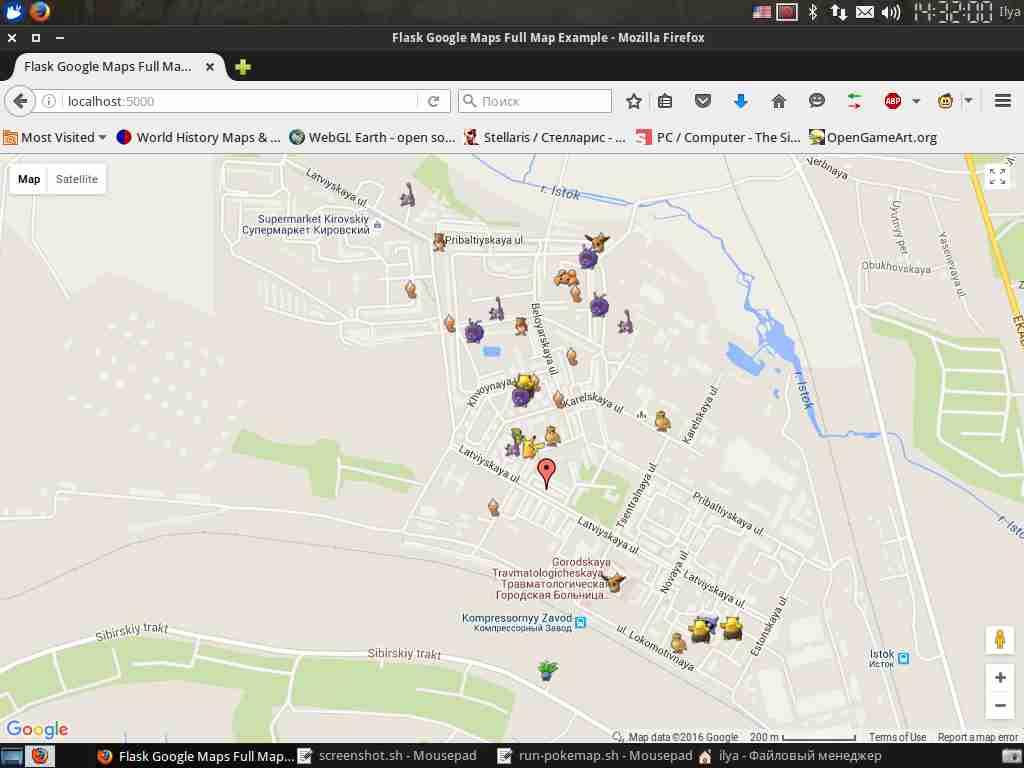 14:32:00 Ilya
Flask Google Maps Full Map Example - Mozilla Firefox
Flask Google Maps Full Ma...
localhost:5000
Поиск
ABP
Most Visited
World History Maps & ...
WebGL Earth - open so...
Stellaris / Стелларис - ...
PC / Computer - The Si...
OpenGameArt.org
Map
Satellite
Latviyskaya ul
r. Istok
Verbnaya
Supermarket Kirovskiy
Супермаркет Кировский
Pribaltiyskaya ul
Uyutnyy per
Yasenevaya ul
Obukhovskaya
Beloyarskaya ul
Khvoynaya
Karelskaya ul
Karelskaya ul
r. Istok
Latviyskaya ul
Tsentralnaya ul
Pribaltiyskaya ul
Latviyskaya ul
Gorodskaya
Travmatologicheskaya
Травматологическая
Городская Больница...
Novaya ul
Latviyskaya ul
Estonskaya ul
Kompressornyy Zavod
Компрессорный Завод
ul. Lokomotivnaya
Sibirskiy trakt
Sibirskiy trakt
Istok
Исток
Google
Map data ©2016 Google
200 m
Terms of Use
Report a map error
Flask Google Maps Full Map...
screenshot.sh - Mousepad
run-pokemap.sh - Mousepad
ilya - Файловый менеджер